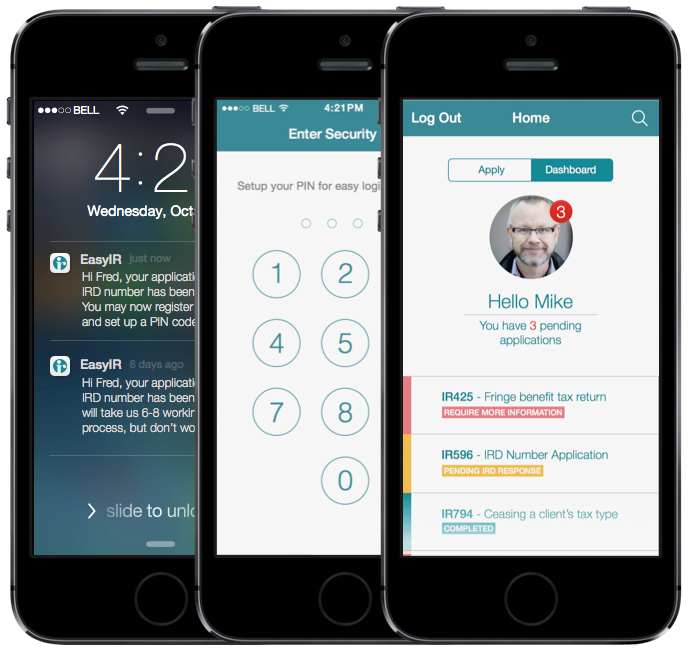 BELL
4:2
Wednesday, Oct
EasyIR just now
Hi Fred, your applicati
IRD number has been
You may now register
and set up a PIN code
EasyIR 6 days ago
Hi Fred, your applicati
IRD number has been
will take us 6-8 workin
process, but don't wo
slide to unlo
BELL 4:21PM
Enter Security
Setup your PIN for easy logi
1 2
4 5
7 8
0
Log Out Home
Apply Dashboard
3
Hello Mike
You have 3 pending
applications
IR425 - Fringe benefit tax return
REQUIRE MORE INFORMATION
IR596 - IRD Number Application
PENDING IRD RESPONSE
IR794 - Ceasing a client's tax type
COMPLETED